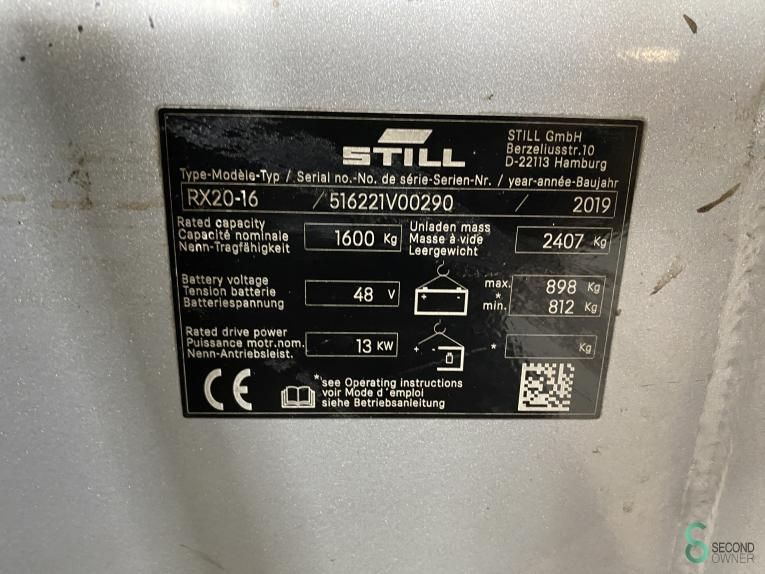 STILL
STILL GmbH
Berzeliusstr.10
D-22113 Hamburg
Type-Modèle-Typ / Serial no.-No. de série-Serien-Nr. / year-année-Baujahr
RX20-16 / 516221V00290 / 2019
Rated capacity
Capacité nominale
Nenn-Tragfähigkeit
1600 Kg
Unladen mass
Masse à vide
Leergewicht
2407 Kg
Battery voltage
Tension batterie
Batteriespannung
48 V
+ -
max. 898 Kg
*
min. 812 Kg
Rated drive power
Puissance motr.nom.
Nenn-Antriebsleist.
13 KW
+ -
* Kg
CE
*see Operating instructions
voir Mode d'emploi
siehe Betriebsanleitung
SECOND
OWNER